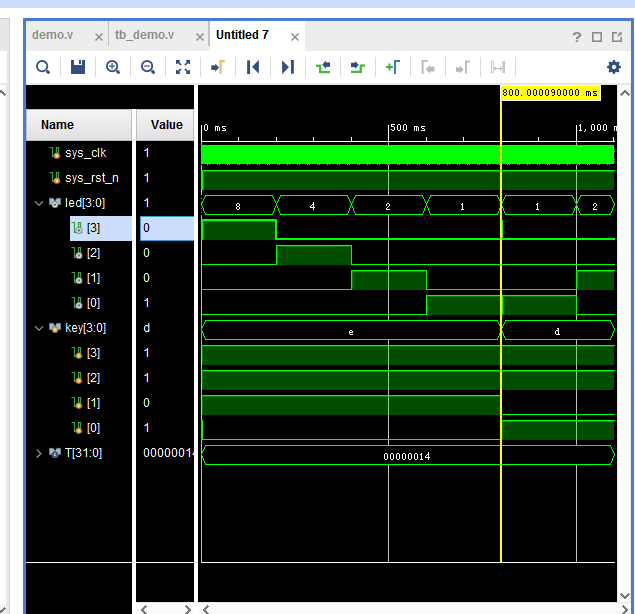 demo.v × tb_demo.v × Untitled 7 ×
?
800.000090000 ms
Name Value
0 ms 500 ms 1,000 m
sys_clk 1
sys_rst_n 1
led[3:0] 1 8 4 2 1 1 2
[3] 0
[2] 0
[1] 0
[0] 1
key[3:0] d e d
[3] 1
[2] 1
[1] 0
[0] 1
T[31:0] 00000014 00000014